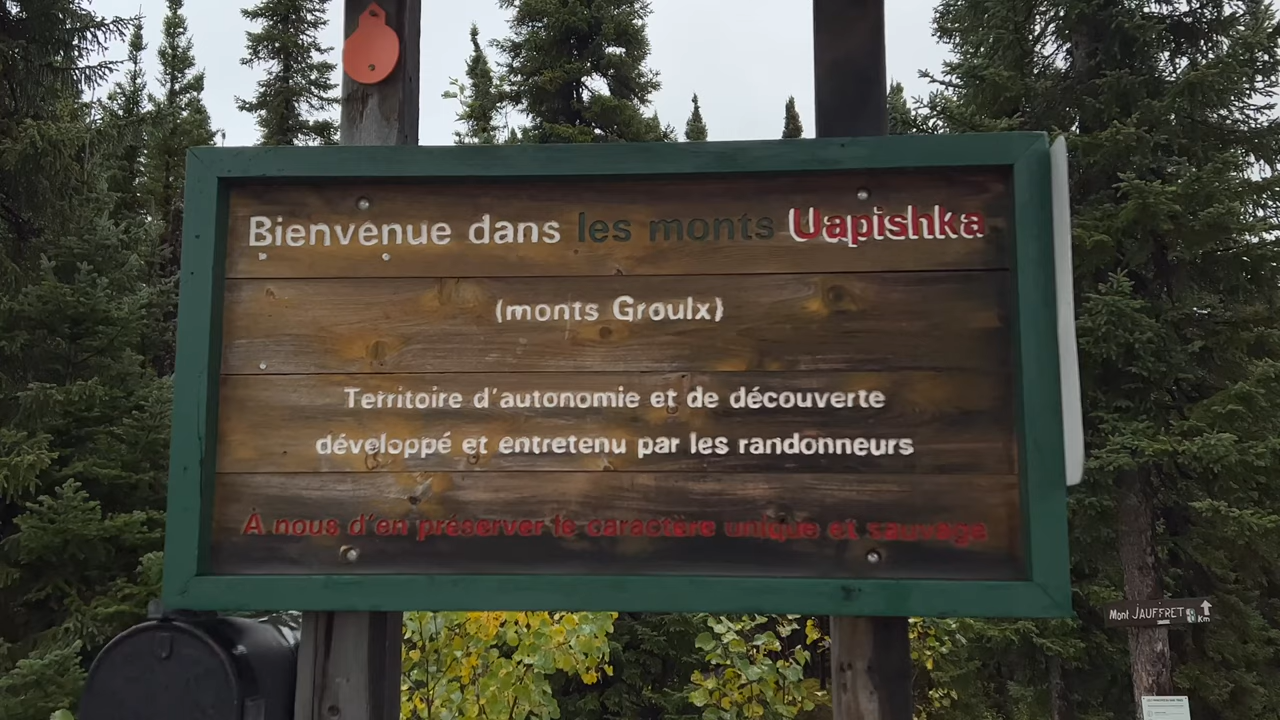 Bienvenue dans les monts Uapishka
(monts Groulx)
Territoire d'autonomie et de découverte
développé et entretenu par les randonneurs
À nous d'en préserver le caractère unique et sauvage
Mont JAUFFRET
Km